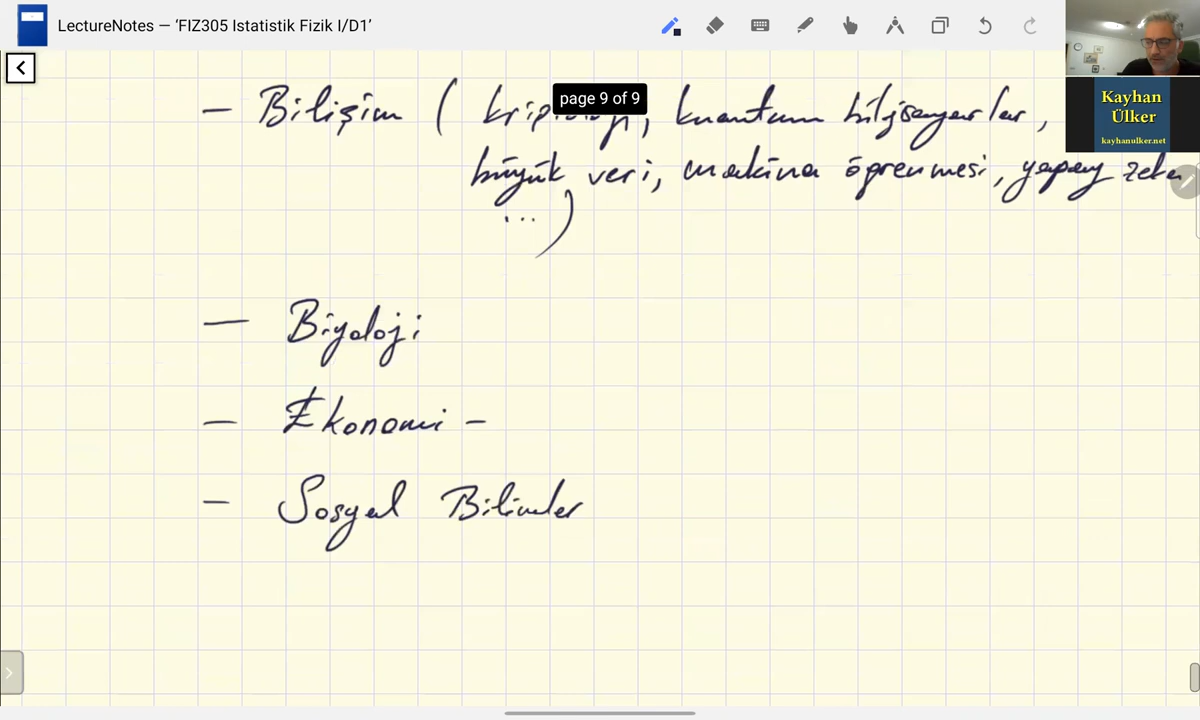 LectureNotes — ‘FIZ305 Istatistik Fizik I/D1’
page 9 of 9
Kayhan
Ülker
kayhanulker.net
— Bilişim ( kuantum bilgisayarlar,
büyük veri, makina öğrenmesi, yapay zeka
... )
— Biyoloji
— Ekonomi –
— Sosyal Bilimler